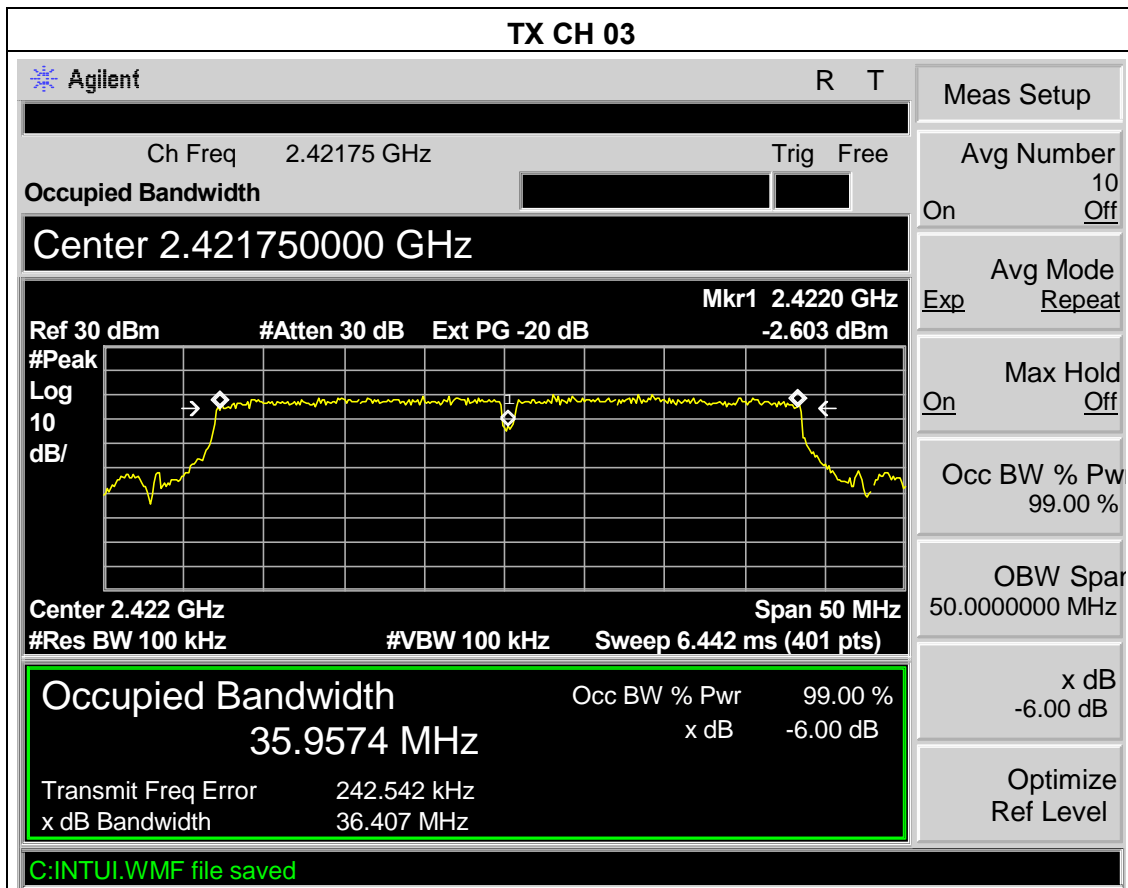 TX CH 03
Agilent R T
Ch Freq 2.42175 GHz Trig Free
Occupied Bandwidth
Center 2.421750000 GHz
Mkr1 2.4220 GHz
Ref 30 dBm #Atten 30 dB Ext PG -20 dB -2.603 dBm
#Peak
Log
10
dB/
1
Center 2.422 GHz Span 50 MHz
#Res BW 100 kHz #VBW 100 kHz Sweep 6.442 ms (401 pts)
Occupied Bandwidth Occ BW % Pwr 99.00 %
35.9574 MHz x dB -6.00 dB
Transmit Freq Error 242.542 kHz
x dB Bandwidth 36.407 MHz
C:INTUI.WMF file saved
Meas Setup
Avg Number
10
On Off
Avg Mode
Exp Repeat
Max Hold
On Off
Occ BW % Pwr
99.00 %
OBW Span
50.0000000 MHz
x dB
-6.00 dB
Optimize
Ref Level